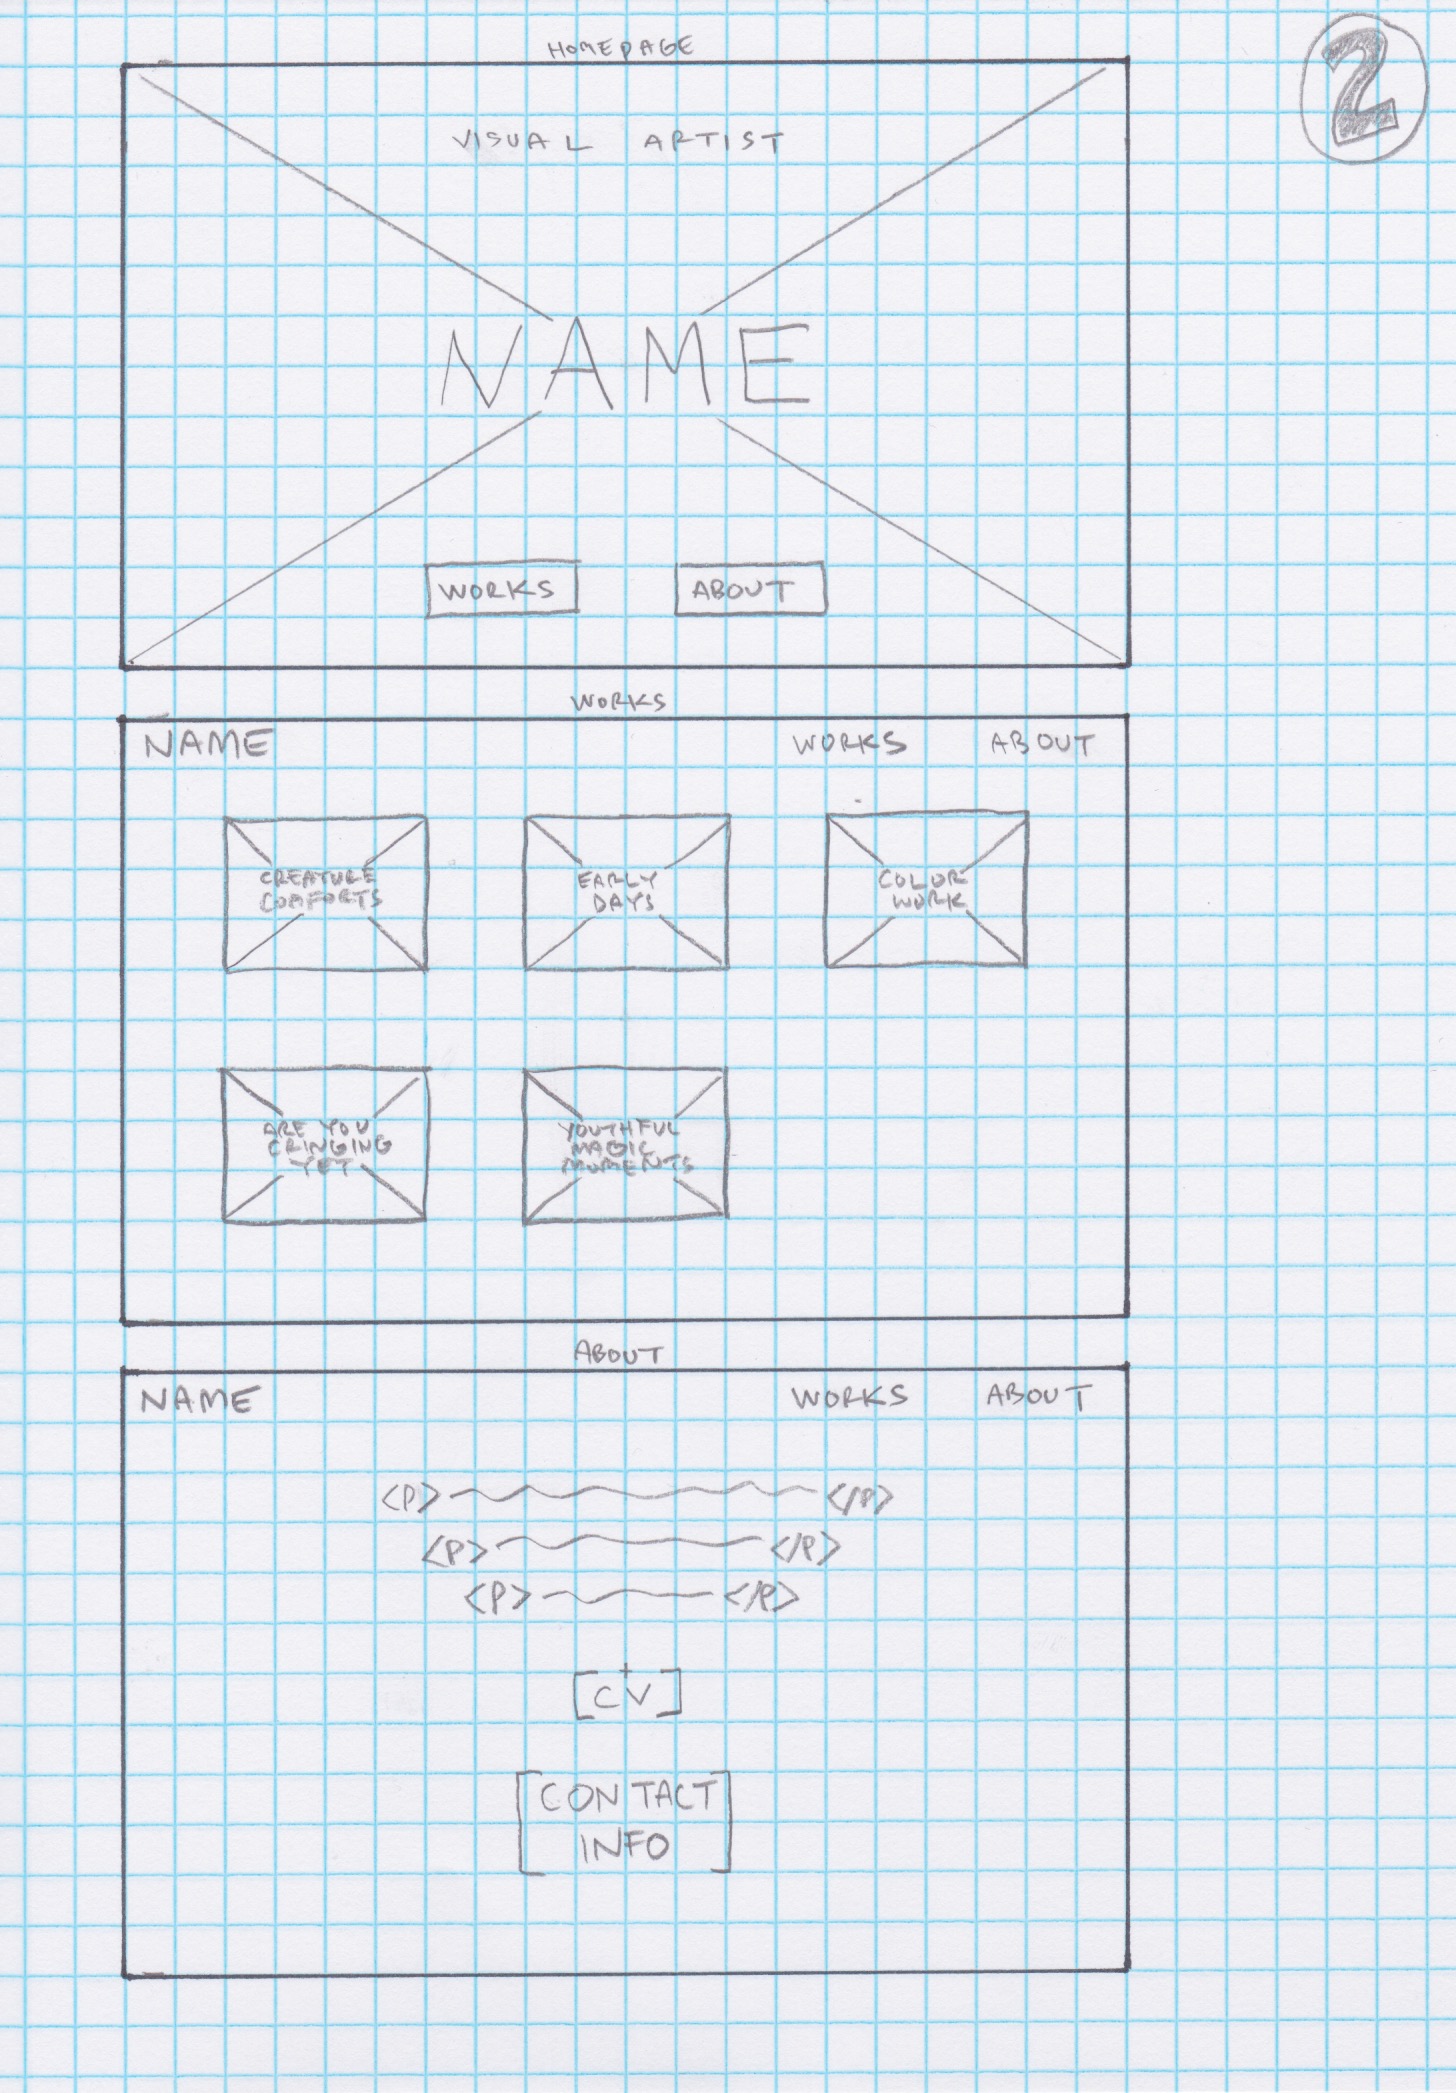 HOMEPAGE
2
VISUAL ARTIST
NAME
WORKS ABOUT
WORKS
NAME WORKS ABOUT
CREATURE
COMFORTS
EARLY
DAYS
COLOR
WORK
ARE YOU
CRINGING
YET
YOUTHFUL
MAGIC
MOMENTS
ABOUT
NAME WORKS ABOUT
<P> </P>
<P> </P>
<P> </P>
+
[CV]
[CONTACT
INFO]